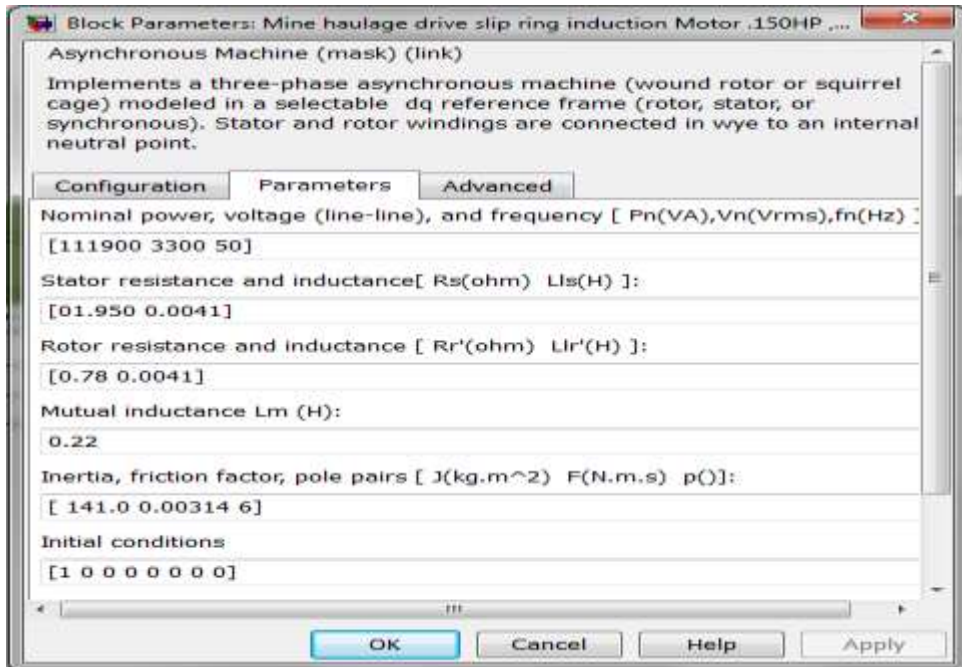 Block Parameters: Mine haulage drive slip ring induction Motor .150HP ,...
Asynchronous Machine (mask) (link)
Implements a three-phase asynchronous machine (wound rotor or squirrel
cage) modeled in a selectable dq reference frame (rotor, stator, or
synchronous). Stator and rotor windings are connected in wye to an internal
neutral point.
Configuration Parameters Advanced
Nominal power, voltage (line-line), and frequency [ Pn(VA),Vn(Vrms),fn(Hz) ]
[111900 3300 50]
Stator resistance and inductance[ Rs(ohm) Lls(H) ]:
[01.950 0.0041]
Rotor resistance and inductance [ Rr'(ohm) Llr'(H) ]:
[0.78 0.0041]
Mutual inductance Lm (H):
0.22
Inertia, friction factor, pole pairs [ J(kg.m^2) F(N.m.s) p()]:
[ 141.0 0.00314 6]
Initial conditions
[1 0 0 0 0 0 0 0]
OK Cancel Help Apply